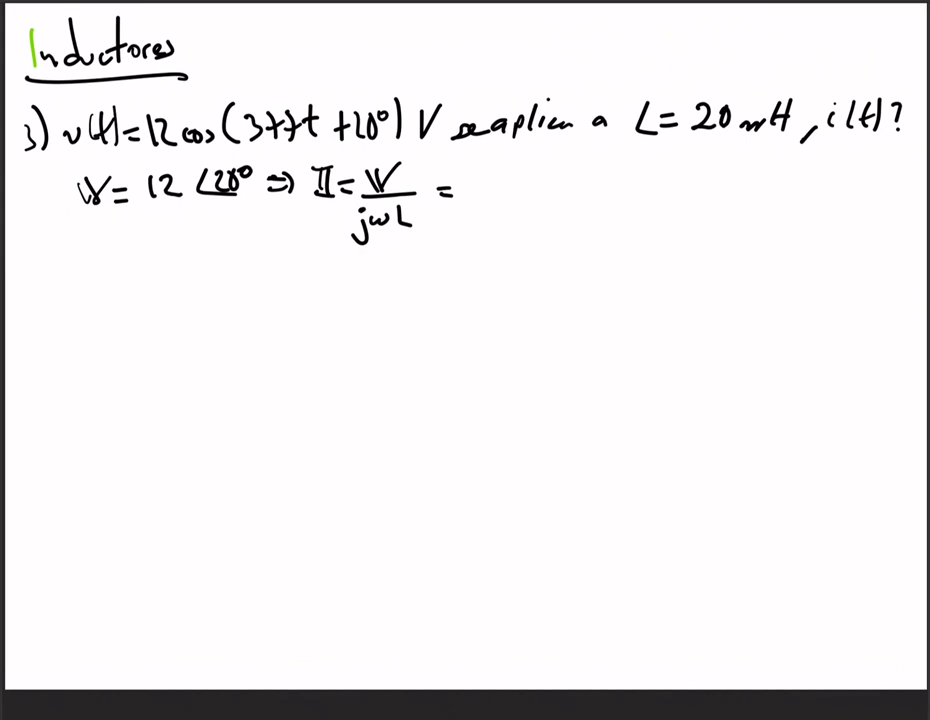 Inductores
3) v(t)=12 cos(377t +20°) V se aplica a L= 20 mH, i(t)?
V= 12 ∠20° ⇒ I= V/jωL =